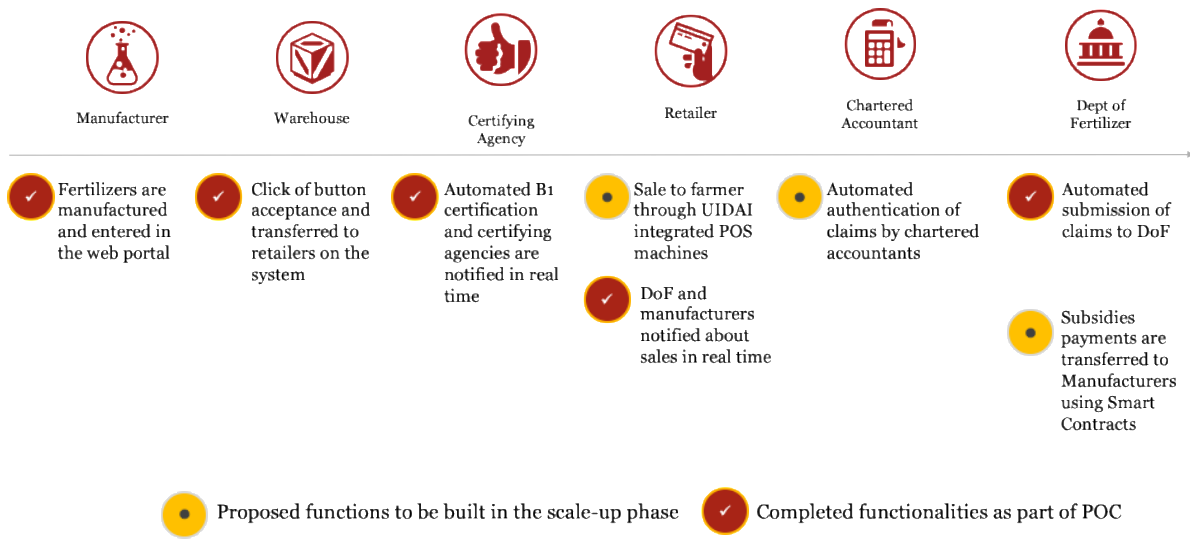 Manufacturer
Warehouse
Certifying
Agency
Retailer
Chartered
Accountant
Dept of
Fertilizer
Fertilizers are
manufactured
and entered in
the web portal
Click of button
acceptance and
transferred to
retailers on the
system
Automated B1
certification
and certifying
agencies are
notified in real
time
Sale to farmer
through UIDAI
integrated POS
machines
DoF and
manufacturers
notified about
sales in real time
Automated
authentication of
claims by chartered
accountants
Automated
submission of
claims to DoF
Subsidies
payments are
transferred to
Manufacturers
using Smart
Contracts
Proposed functions to be built in the scale-up phase
Completed functionalities as part of POC